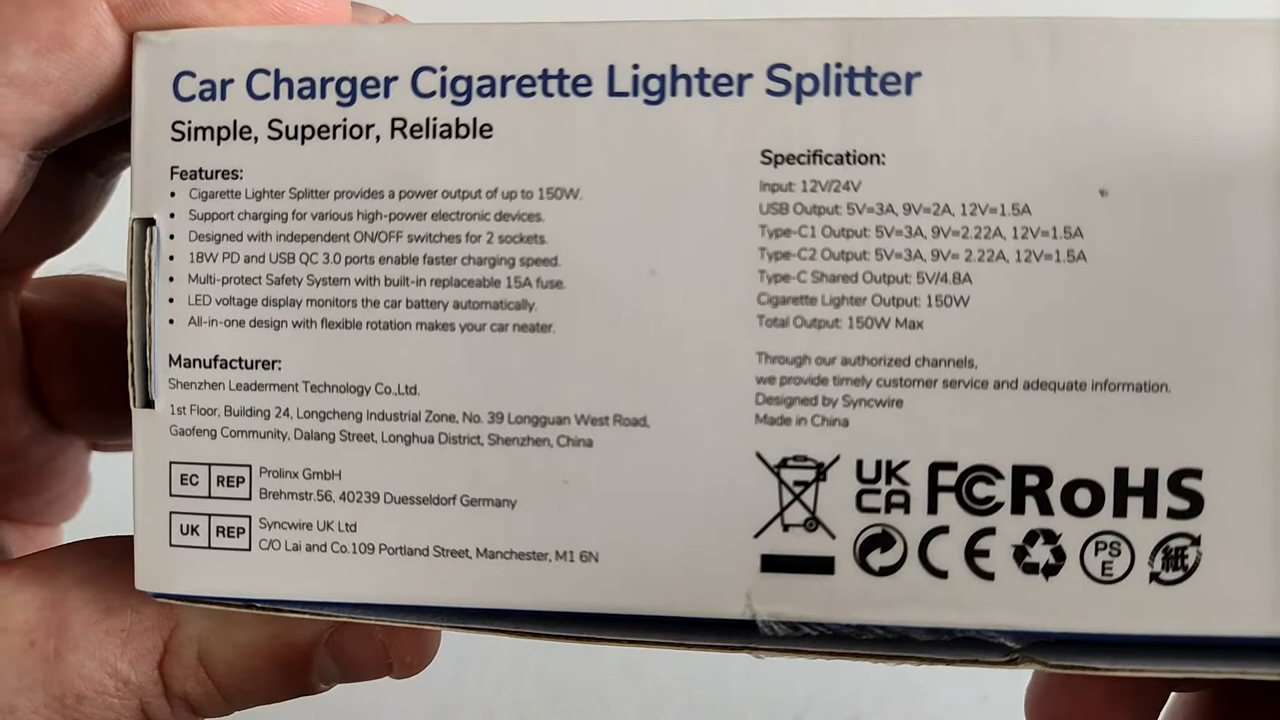 Car Charger Cigarette Lighter Splitter
Simple, Superior, Reliable
Features:
• Cigarette Lighter Splitter provides a power output of up to 150W.
• Support charging for various high-power electronic devices.
• Designed with independent ON/OFF switches for 2 sockets.
• 18W PD and USB QC 3.0 ports enable faster charging speed.
• Multi-protect Safety System with built-in replaceable 15A fuse.
• LED voltage display monitors the car battery automatically.
• All-in-one design with flexible rotation makes your car neater.
Manufacturer:
Shenzhen Leaderment Technology Co.,Ltd.
1st Floor, Building 24, Longcheng Industrial Zone, No. 39 Longguan West Road,
Gaofeng Community, Dalang Street, Longhua District, Shenzhen, China
EC REP
Prolinx GmbH
Brehmstr.56, 40239 Duesseldorf Germany
UK REP
Syncwire UK Ltd
C/O Lai and Co.109 Portland Street, Manchester, M1 6N
Specification:
Input: 12V/24V
USB Output: 5V=3A, 9V=2A, 12V=1.5A
Type-C1 Output: 5V=3A, 9V=2.22A, 12V=1.5A
Type-C2 Output: 5V=3A, 9V= 2.22A, 12V=1.5A
Type-C Shared Output: 5V/4.8A
Cigarette Lighter Output: 150W
Total Output: 150W Max
Through our authorized channels,
we provide timely customer service and adequate information.
Designed by Syncwire
Made in China
UK
CA
FC RoHS
CE
PS
E
紙